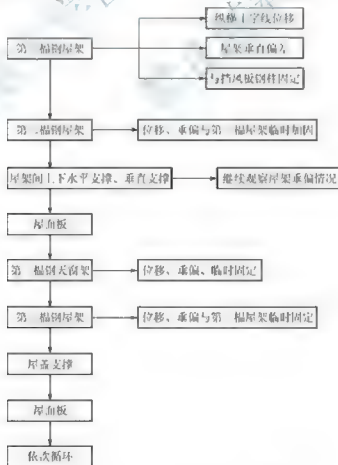 纵横十字线位移
第一榀钢屋架
屋架垂直偏差
与挡风板钢柱固定
第二榀钢屋架
位移、垂偏与第一榀屋架临时加固
屋架间上下水平支撑、垂直支撑
继续观察屋架垂偏情况
屋面板
第一榀钢天窗架
位移、垂偏、临时固定
第 榀钢屋架
位移、垂偏与第 榀屋架临时固定
屋盖支撑
屋面板
依次循环